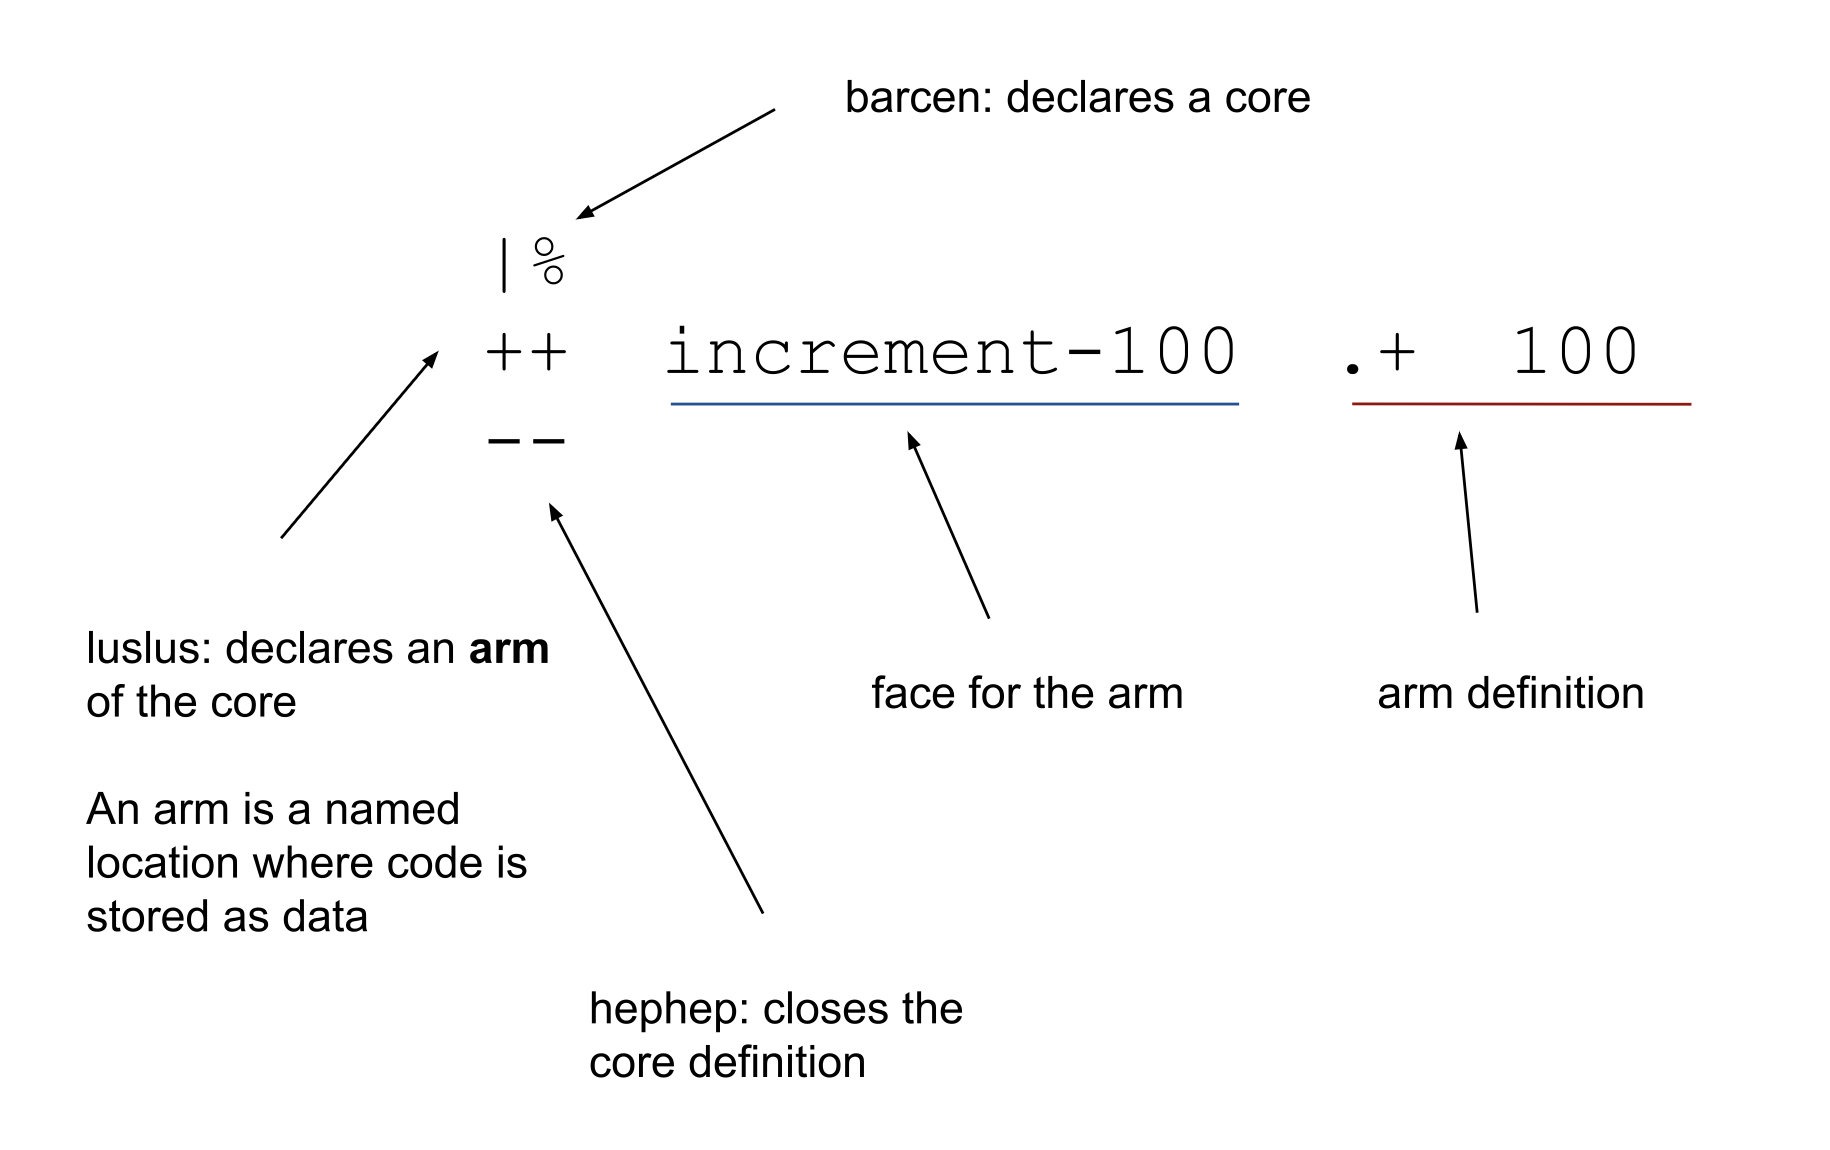 barcen: declares a core
|%
++  increment-100  .+  100
--
luslus: declares an arm
of the core
face for the arm
arm definition
An arm is a named
location where code is
stored as data
hephep: closes the
core definition